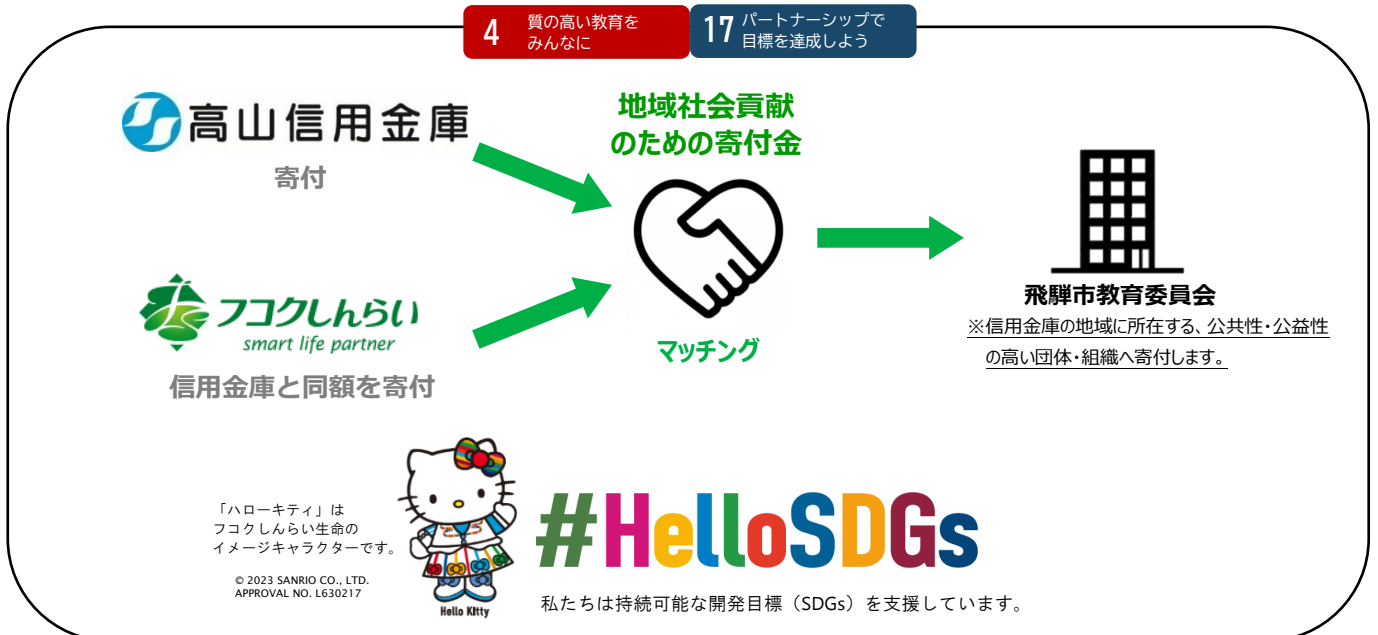 4
質の高い教育を
みんなに
17
パートナーシップで
目標を達成しよう
高山信用金庫
寄付
地域社会貢献
のための寄付金
フコクしんらい
smart life partner
信用金庫と同額を寄付
マッチング
飛騨市教育委員会
※信用金庫の地域に所在する、公共性・公益性
の高い団体・組織へ寄付します。
「ハローキティ」は
フコクしんらい生命の
イメージキャラクターです。
© 2023 SANRIO CO., LTD.
APPROVAL NO. L630217
Hello Kitty
#HelloSDGs
私たちは持続可能な開発目標（SDGs）を支援しています。